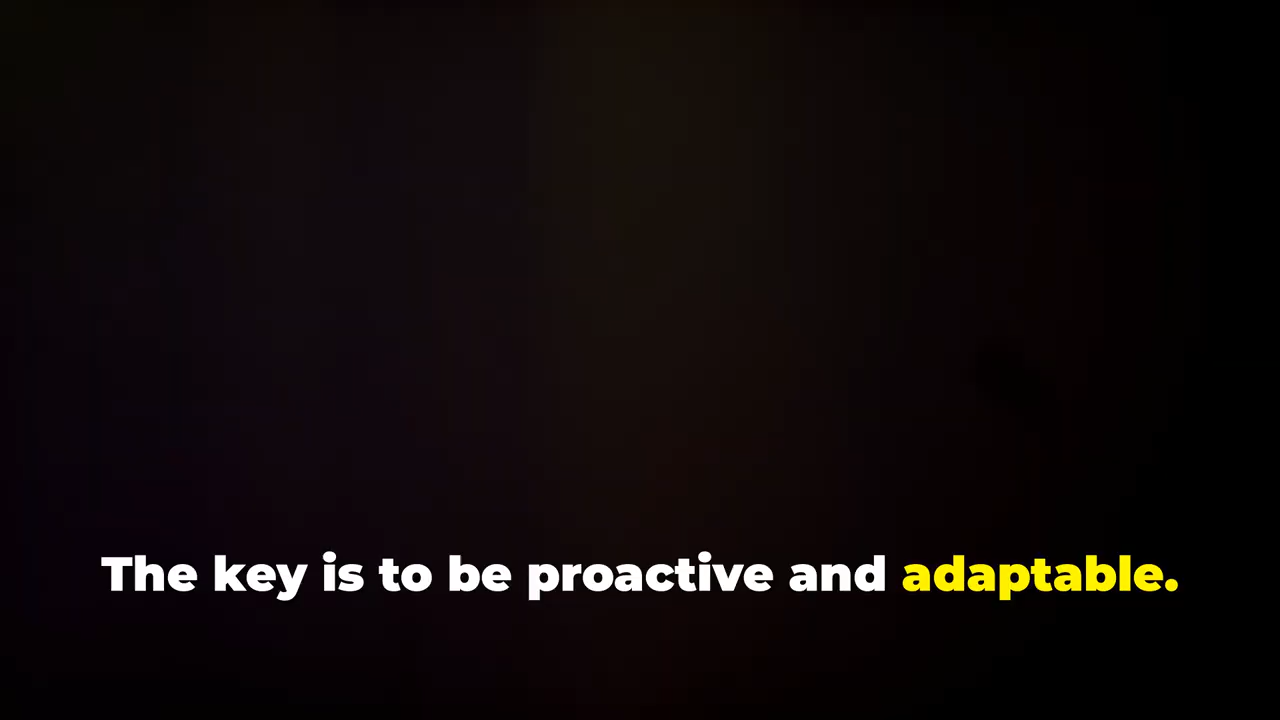 The key is to be proactive and adaptable.